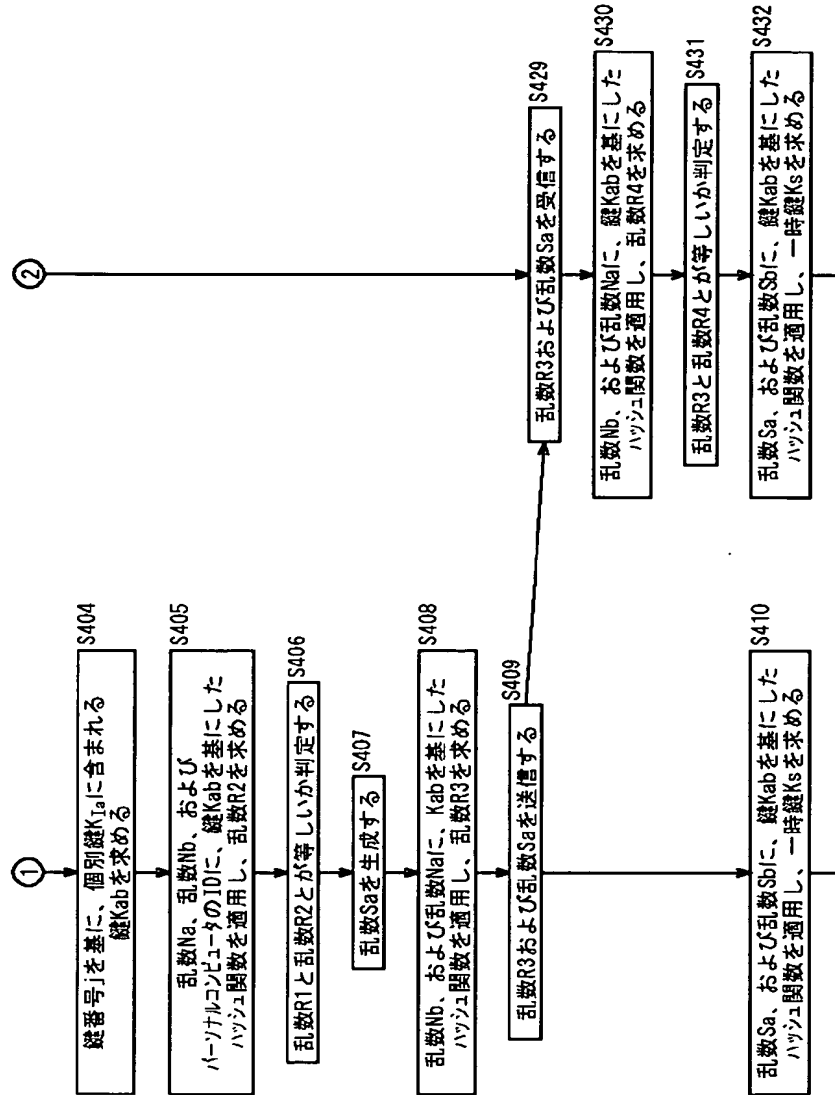 ①
鍵番号jを基に、個別鍵K_Iaに含まれる
鍵Kabを求める
S404
乱数Na、乱数Nb、および
パーソナルコンピュータのIDに、鍵Kabを基にした
ハッシュ関数を適用し、乱数R2を求める
S405
乱数R1と乱数R2とが等しいか判定する
S406
乱数Saを生成する
S407
乱数Nb、および乱数Naに、Kabを基にした
ハッシュ関数を適用し、乱数R3を求める
S408
乱数R3および乱数Saを送信する
S409
乱数Sa、および乱数Sbに、鍵Kabを基にした
ハッシュ関数を適用し、一時鍵Ksを求める
S410
②
乱数R3および乱数Saを受信する
S429
乱数Nb、および乱数Naに、鍵Kabを基にした
ハッシュ関数を適用し、乱数R4を求める
S430
乱数R3と乱数R4とが等しいか判定する
S431
乱数Sa、および乱数Sbに、鍵Kabを基にした
ハッシュ関数を適用し、一時鍵Ksを求める
S432